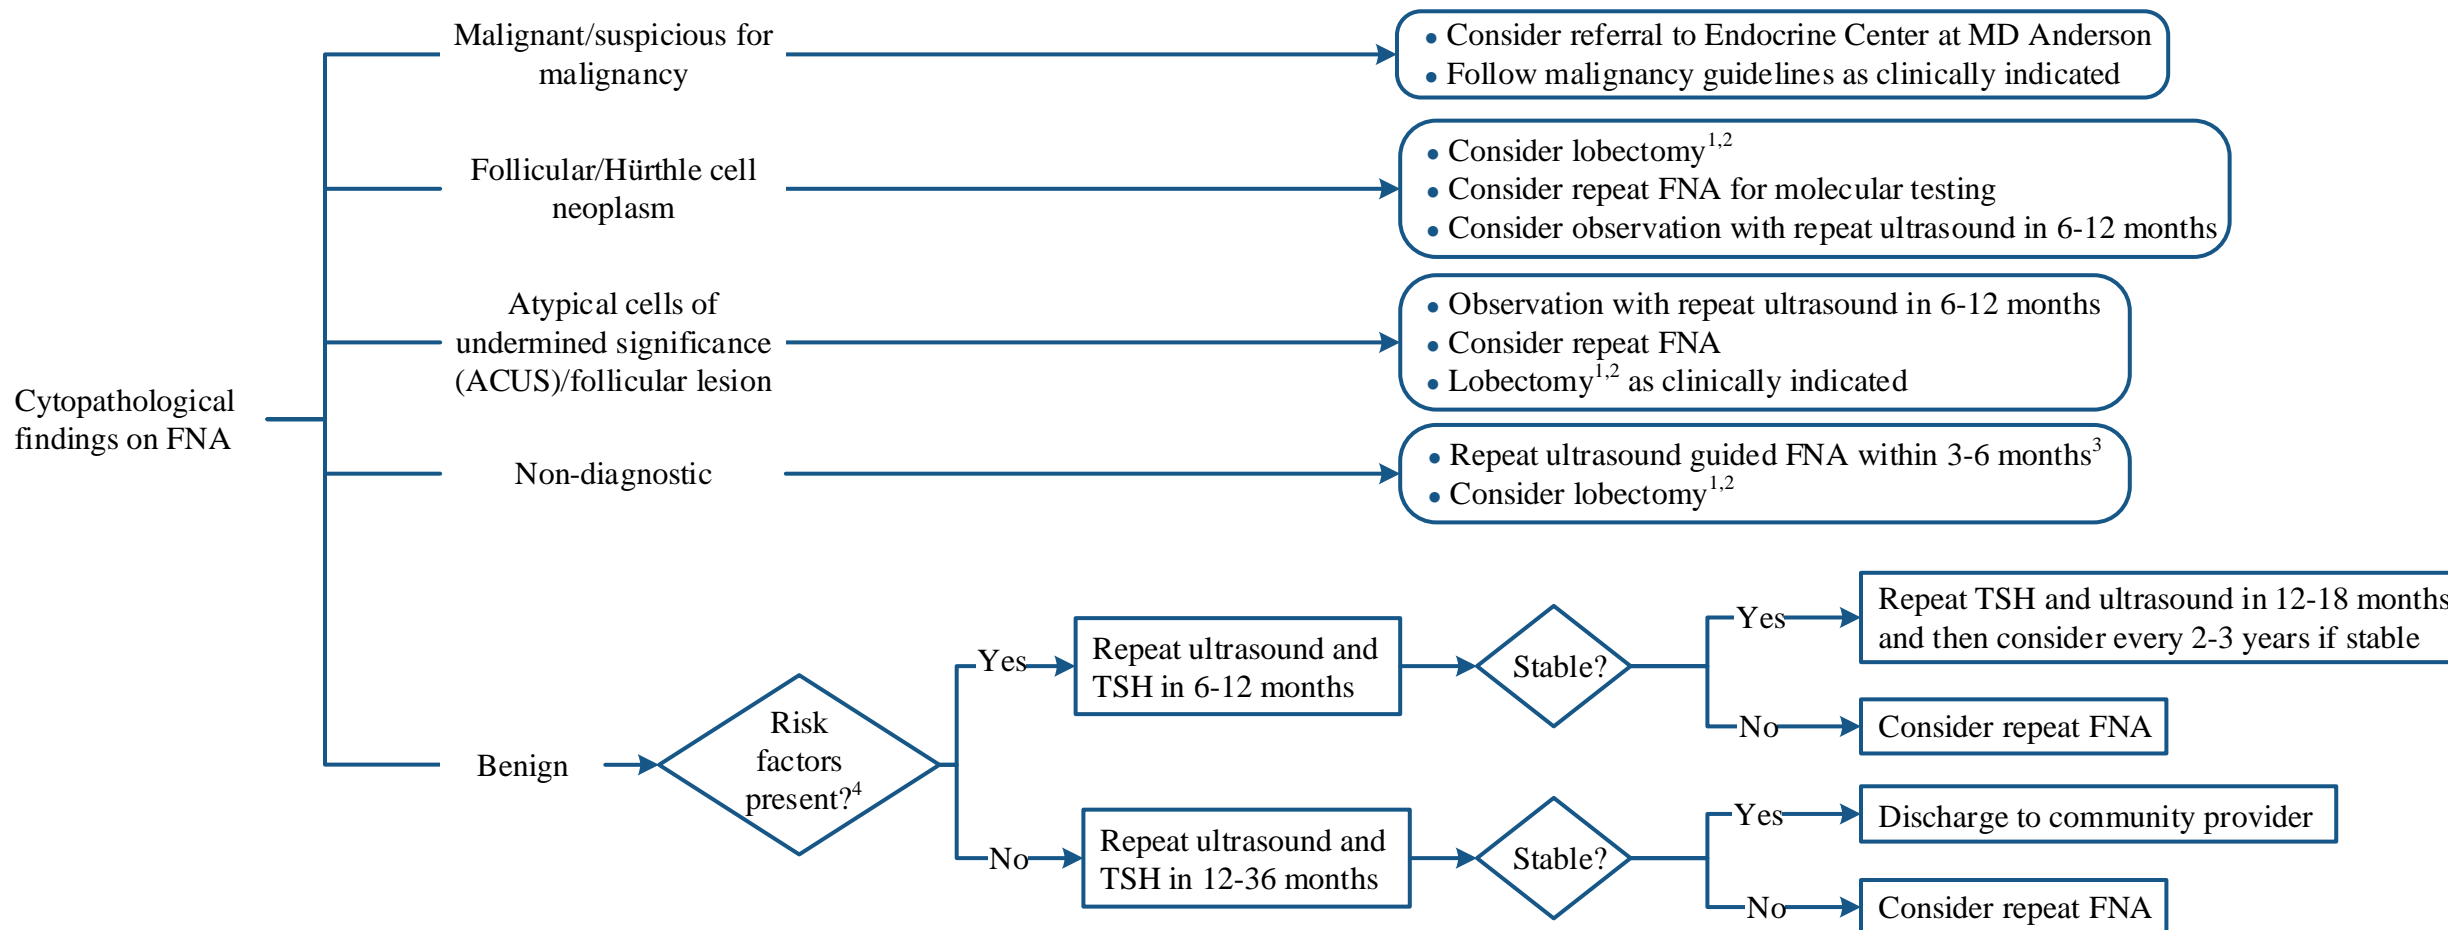 Cytopathological
findings on FNA
Malignant/suspicious for
malignancy
• Consider referral to Endocrine Center at MD Anderson
• Follow malignancy guidelines as clinically indicated
Follicular/Hürthle cell
neoplasm
• Consider lobectomy1,2
• Consider repeat FNA for molecular testing
• Consider observation with repeat ultrasound in 6-12 months
Atypical cells of
undermined significance
(ACUS)/follicular lesion
• Observation with repeat ultrasound in 6-12 months
• Consider repeat FNA
• Lobectomy1,2 as clinically indicated
Non-diagnostic
• Repeat ultrasound guided FNA within 3-6 months3
• Consider lobectomy1,2
Benign
Risk
factors
present?4
Yes
Repeat ultrasound and
TSH in 6-12 months
Stable?
Yes
Repeat TSH and ultrasound in 12-18 months
and then consider every 2-3 years if stable
No
Consider repeat FNA
No
Repeat ultrasound and
TSH in 12-36 months
Stable?
Yes
Discharge to community provider
No
Consider repeat FNA